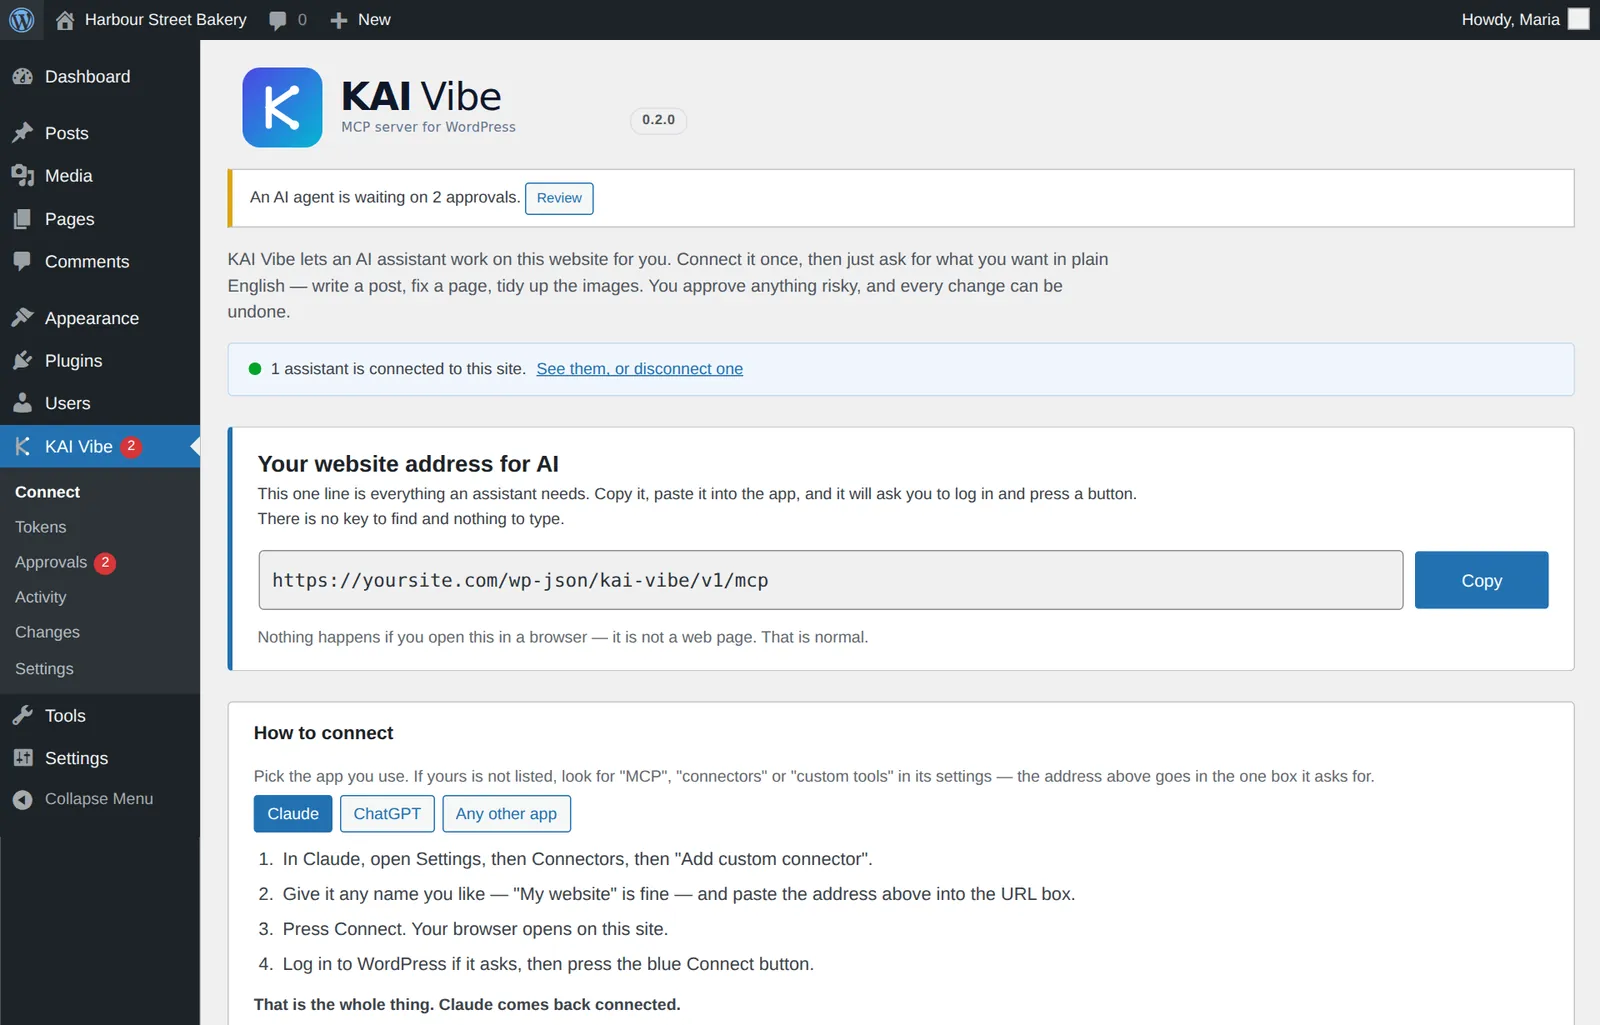 Harbour Street Bakery
0
New
Howdy, Maria
Dashboard
Posts
Media
Pages
Comments
Appearance
Plugins
Users
KAI Vibe 2
Connect
Tokens
Approvals 2
Activity
Changes
Settings
Tools
Settings
Collapse Menu
KAI Vibe
MCP server for WordPress
0.2.0
An AI agent is waiting on 2 approvals. Review
KAI Vibe lets an AI assistant work on this website for you. Connect it once, then just ask for what you want in plain
English — write a post, fix a page, tidy up the images. You approve anything risky, and every change can be
undone.
1 assistant is connected to this site. See them, or disconnect one
Your website address for AI
This one line is everything an assistant needs. Copy it, paste it into the app, and it will ask you to log in and press a button.
There is no key to find and nothing to type.
https://yoursite.com/wp-json/kai-vibe/v1/mcp
Copy
Nothing happens if you open this in a browser — it is not a web page. That is normal.
How to connect
Pick the app you use. If yours is not listed, look for "MCP", "connectors" or "custom tools" in its settings — the address above goes in the one box it asks for.
Claude ChatGPT Any other app
1. In Claude, open Settings, then Connectors, then "Add custom connector".
2. Give it any name you like — "My website" is fine — and paste the address above into the URL box.
3. Press Connect. Your browser opens on this site.
4. Log in to WordPress if it asks, then press the blue Connect button.
That is the whole thing. Claude comes back connected.